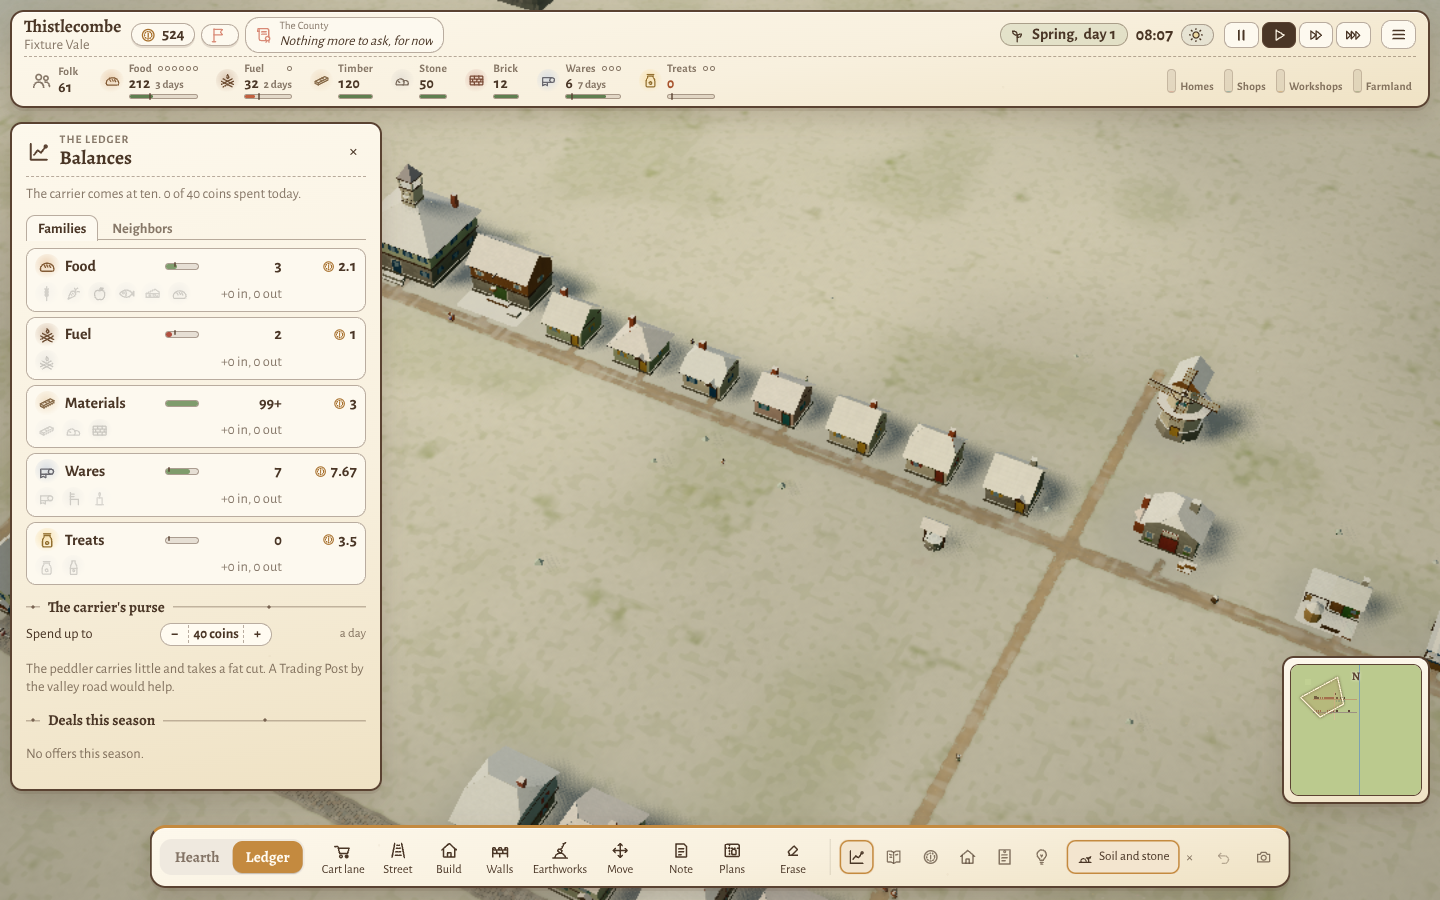 Thistlecombe
Fixture Vale
524
The County
Nothing more to ask, for now
Spring, day 1
08:07
Folk
61
Food
212 3 days
Fuel
32 2 days
Timber
120
Stone
50
Brick
12
Wares
6 7 days
Treats
0
Homes
Shops
Workshops
Farmland
THE LEDGER
Balances
×
The carrier comes at ten. 0 of 40 coins spent today.
Families
Neighbors
Food 3 2.1
+0 in, 0 out
Fuel 2 1
+0 in, 0 out
Materials 99+ 3
+0 in, 0 out
Wares 7 7.67
+0 in, 0 out
Treats 0 3.5
+0 in, 0 out
The carrier's purse
Spend up to − 40 coins + a day
The peddler carries little and takes a fat cut. A Trading Post by
the valley road would help.
Deals this season
No offers this season.
N
Hearth
Ledger
Cart lane
Street
Build
Walls
Earthworks
Move
Note
Plans
Erase
Soil and stone
×